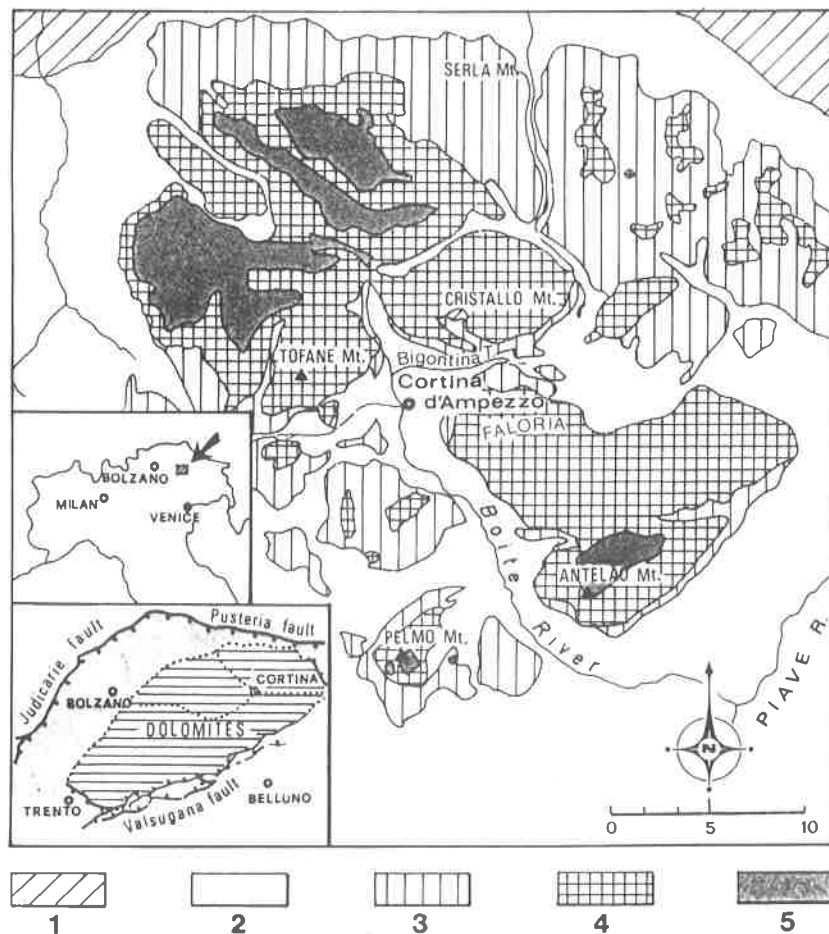 SERLA Mt.
CRISTALLO Mt.
TOFANE Mt.
Bigontina
Cortina
d'Ampezzo
FALORIA
BOLZANO
MILAN
VENICE
Boite
River
ANTELAO Mt.
PELMO Mt.
PIAVE R.
Judicarie fault
Pusteria fault
CORTINA
BOLZANO
DOLOMITES
TRENTO
Valsugana fault
BELLUNO
N
0 5 10
1 2 3 4 5